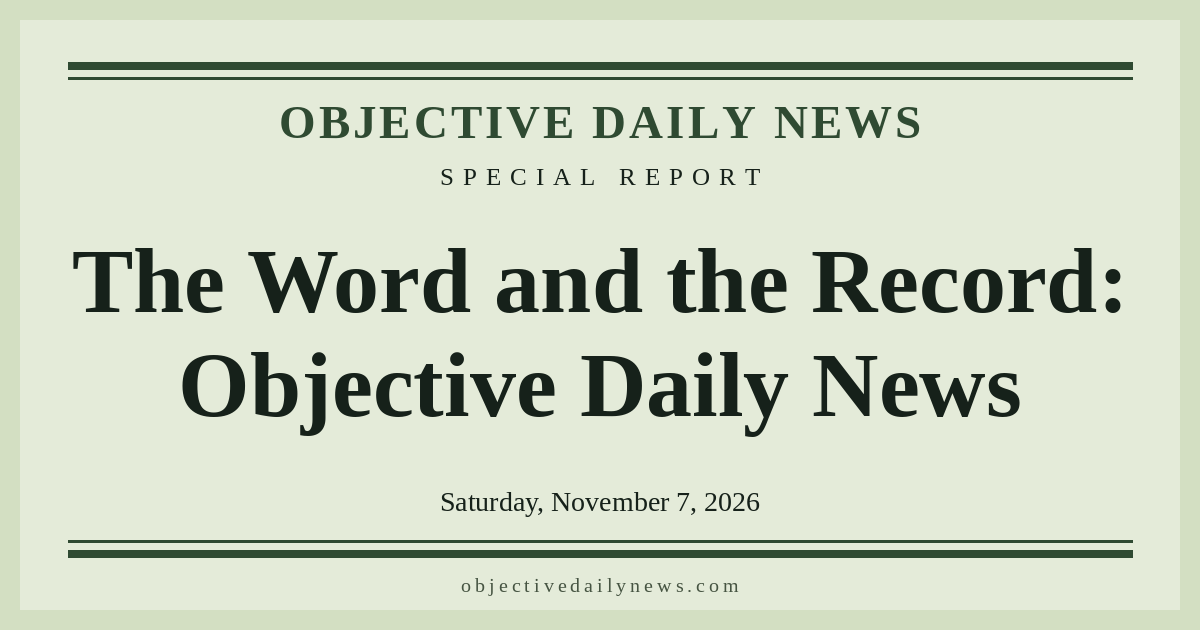 OBJECTIVE DAILY NEWS
SPECIAL REPORT
The Word and the Record:
Objective Daily News
Saturday, November 7, 2026
objectivedailynews.com